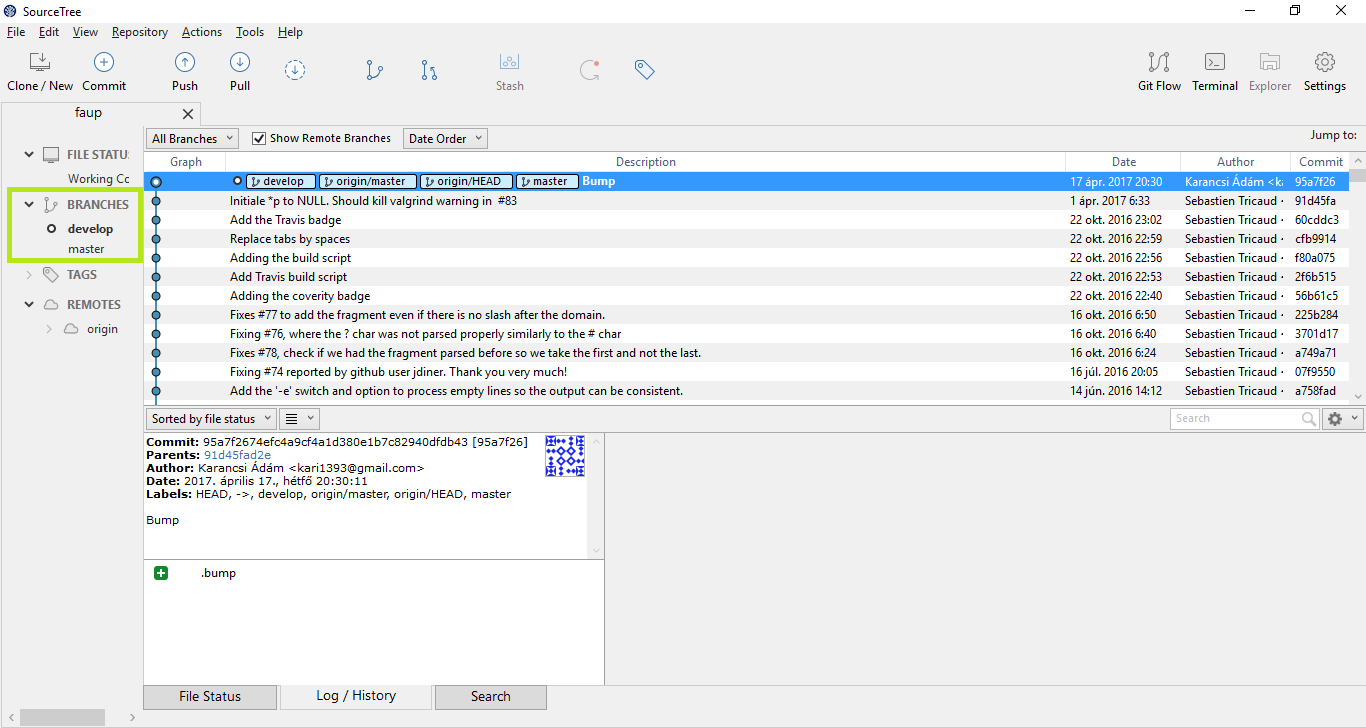 SourceTree
File Edit View Repository Actions Tools Help
Clone / New Commit Push Pull Stash Git Flow Terminal Explorer Settings
faup
All Branches Show Remote Branches Date Order Jump to:
FILE STATU
Working Co
BRANCHES
develop
master
TAGS
REMOTES
origin
Graph Description Date Author Commit
develop origin/master origin/HEAD master Bump 17 ápr. 2017 20:30 Karancsi Ádám <ka 95a7f26
Initiale *p to NULL. Should kill valgrind warning in #83 1 ápr. 2017 6:33 Sebastien Tricaud 91d45fa
Add the Travis badge 22 okt. 2016 23:02 Sebastien Tricaud 60cddc3
Replace tabs by spaces 22 okt. 2016 22:59 Sebastien Tricaud cfb9914
Adding the build script 22 okt. 2016 22:56 Sebastien Tricaud f80a075
Add Travis build script 22 okt. 2016 22:53 Sebastien Tricaud 2f6b515
Adding the coverity badge 22 okt. 2016 22:40 Sebastien Tricaud 56b61c5
Fixes #77 to add the fragment even if there is no slash after the domain. 16 okt. 2016 6:50 Sebastien Tricaud 225b284
Fixing #76, where the ? char was not parsed properly similarly to the # char 16 okt. 2016 6:40 Sebastien Tricaud 3701d17
Fixes #78, check if we had the fragment parsed before so we take the first and not the last. 16 okt. 2016 6:24 Sebastien Tricaud a749a71
Fixing #74 reported by github user jdiner. Thank you very much! 16 júl. 2016 20:05 Sebastien Tricaud 07f9550
Add the '-e' switch and option to process empty lines so the output can be consistent. 14 jún. 2016 14:12 Sebastien Tricaud a758fad
Sorted by file status Search
Commit: 95a7f2674efc4a9cf4a1d380e1b7c82940dfdb43 [95a7f26]
Parents: 91d45fad2e
Author: Karancsi Ádám <kari1393@gmail.com>
Date: 2017. április 17., hétfő 20:30:11
Labels: HEAD, ->, develop, origin/master, origin/HEAD, master
Bump
.bump
File Status Log / History Search